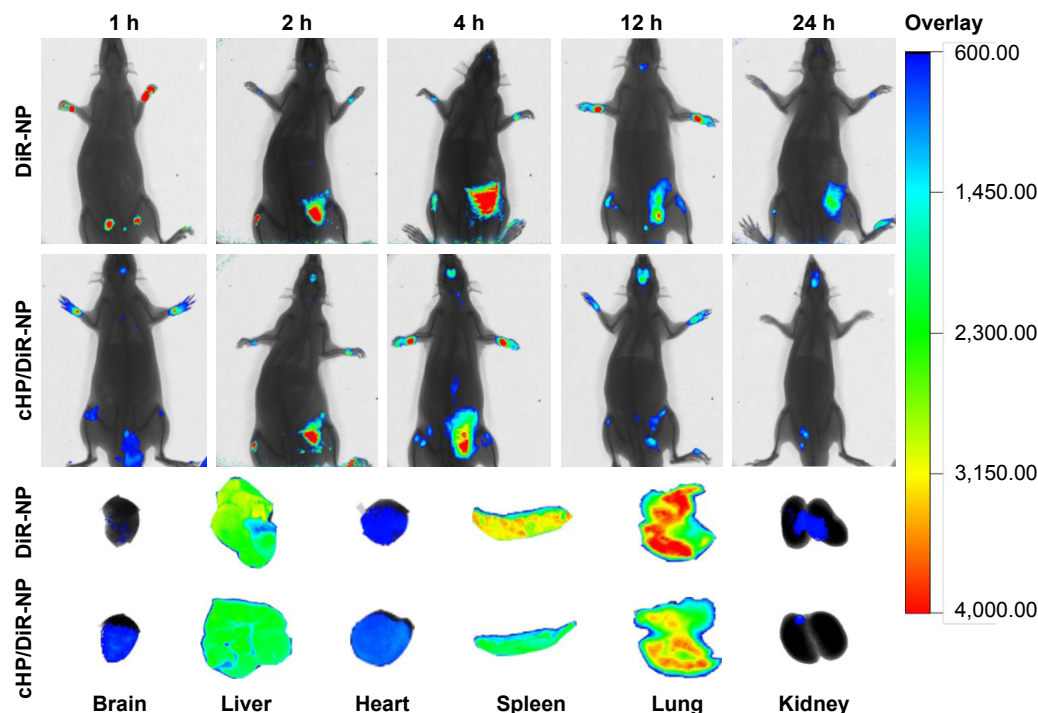 1 h 2 h 4 h 12 h 24 h Overlay
DiR-NP
cHP/DiR-NP
DiR-NP
cHP/DiR-NP
600.00
1,450.00
2,300.00
3,150.00
4,000.00
Brain Liver Heart Spleen Lung Kidney